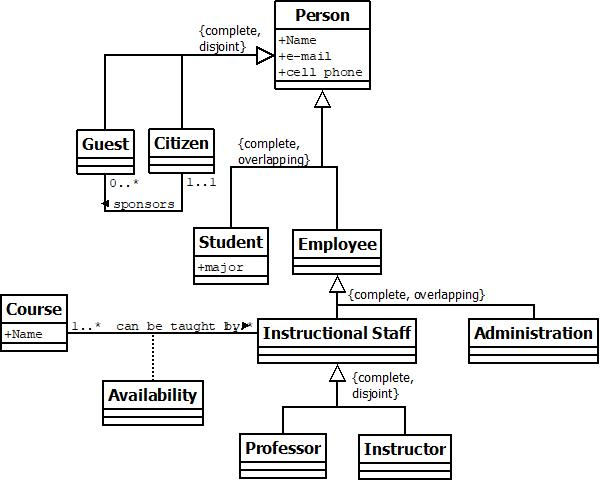 Person
{complete,
disjoint}
+Name
+e-mail
+cell phone
Guest
Citizen
{complete,
overlapping}
0..*
1..1
sponsors
Student
+major
Employee
{complete, overlapping}
Course
+Name
1..* can be taught by
Instructional Staff
Administration
Availability
{complete,
disjoint}
Professor
Instructor